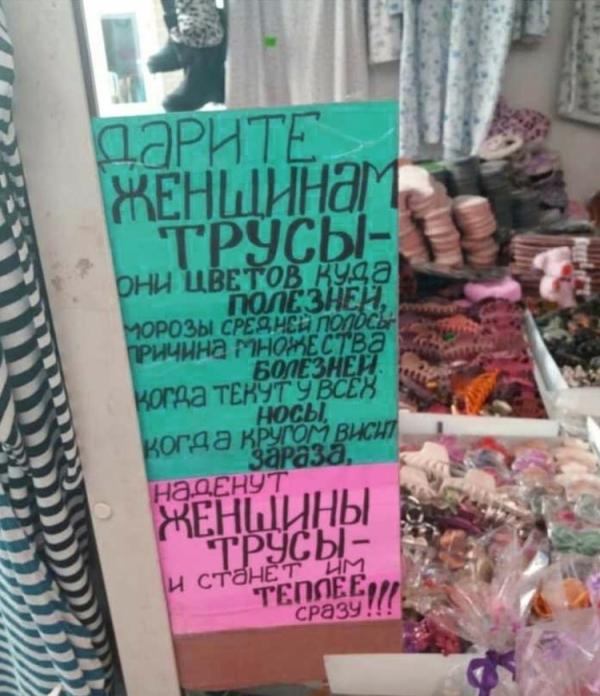 ДАРИТЕ
ЖЕНЩИНАМ
ТРУСЫ-
ОНИ ЦВЕТОВ КУДА
ПОЛЕЗНЕЙ,
МОРОЗЫ СРЕДНЕЙ ПОЛОСЫ-
ПРИЧИНА МНОЖЕСТВА
БОЛЕЗНЕЙ.
КОГДА ТЕКУТ У ВСЕХ
НОСЫ,
КОГДА КРУГОМ ВИСИТ
ЗАРАЗА,
НАДЕНУТ
ЖЕНЩИНЫ
ТРУСЫ-
И СТАНЕТ ИМ
ТЕПЛЕЕ
СРАЗУ!!!